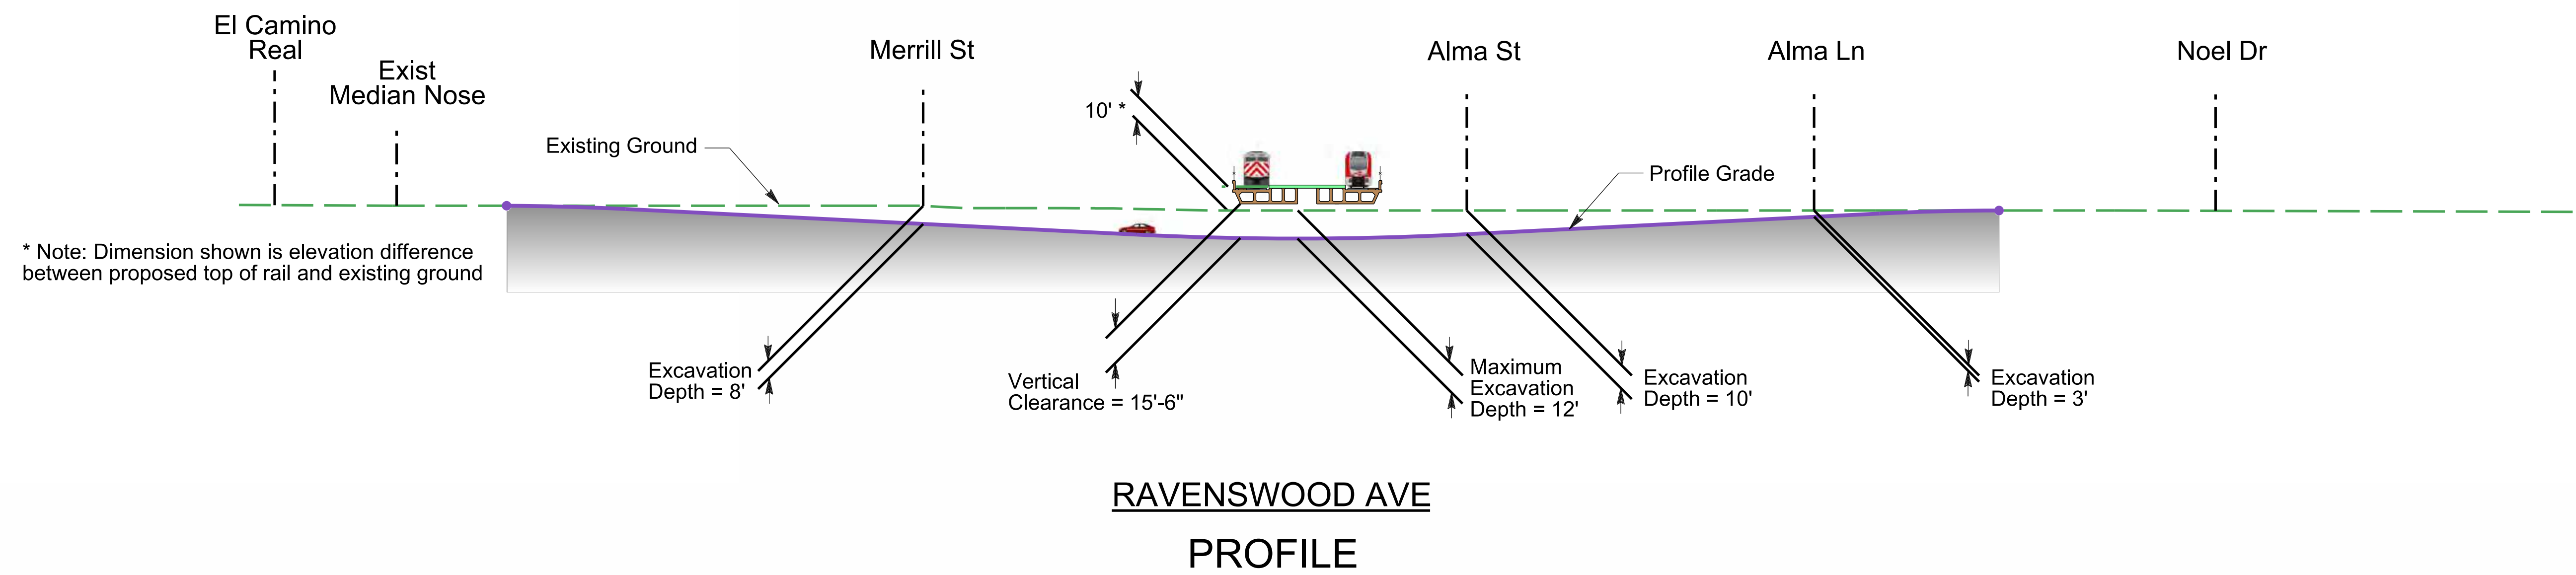 El Camino
Real
Exist
Median Nose
Merrill St
Alma St
Alma Ln
Noel Dr
10' *
Existing Ground
Profile Grade
* Note: Dimension shown is elevation difference
between proposed top of rail and existing ground
Excavation
Depth = 8'
Vertical
Clearance = 15'-6"
Maximum
Excavation
Depth = 12'
Excavation
Depth = 10'
Excavation
Depth = 3'
RAVENSWOOD AVE
PROFILE